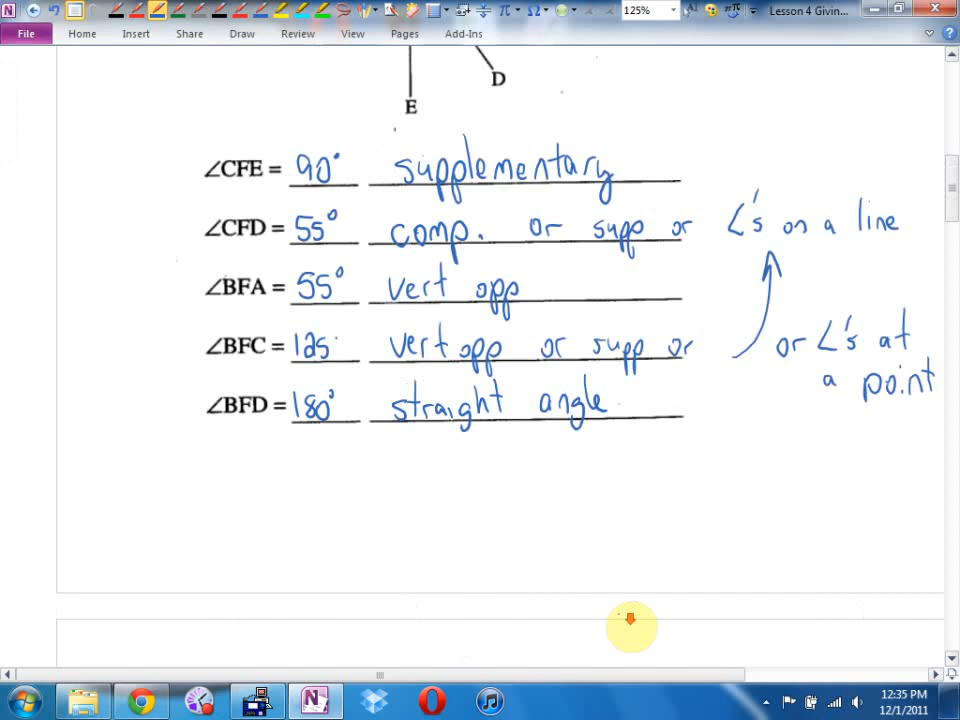 125%
Lesson 4 Givin...
File Home Insert Share Draw Review View Pages Add-Ins
D
E
∠CFE = 90° supplementary
∠CFD = 55° comp. or supp or ∠'s on a line
∠BFA = 55° vert opp
∠BFC = 125° vert opp or supp or
or ∠'s at
a point
∠BFD = 180° straight angle
12:35 PM
12/1/2011